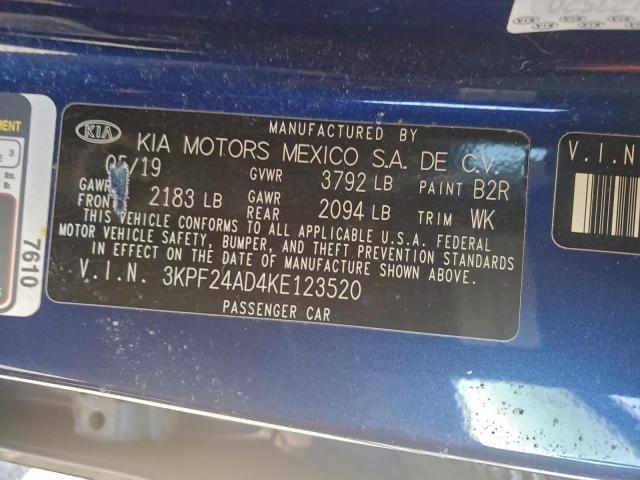 MANUFACTURED BY
KIA KIA MOTORS MEXICO S.A. DE C.V.
05/19 GVWR 3792 LB PAINT B2R
GAWR FRONT 2183 LB GAWR REAR 2094 LB TRIM WK
THIS VEHICLE CONFORMS TO ALL APPLICABLE U.S.A. FEDERAL
MOTOR VEHICLE SAFETY, BUMPER, AND THEFT PREVENTION STANDARDS
IN EFFECT ON THE DATE OF MANUFACTURE SHOWN ABOVE.
V.I.N. 3KPF24AD4KE123520
PASSENGER CAR
7610
V.I.N